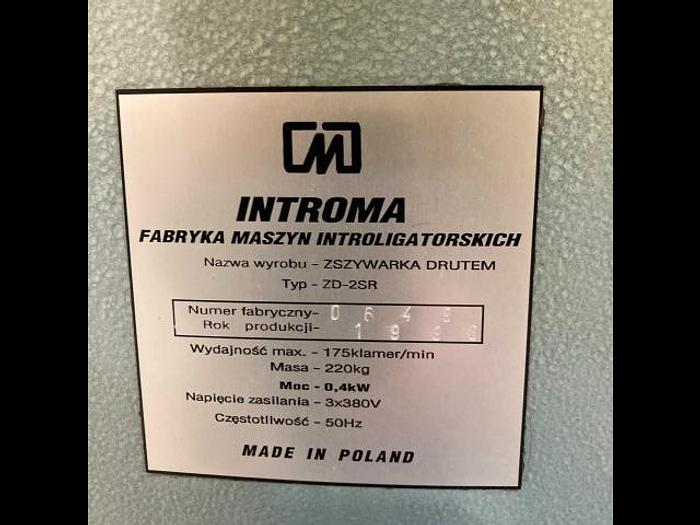 INTROMA
FABRYKA MASZYN INTROLIGATORSKICH
Nazwa wyrobu - ZSZYWARKA DRUTEM
Typ - ZD-2SR
Numer fabryczny- 0649
Rok produkcji-
Wydajność max. - 175klamer/min
Masa - 220kg
Moc - 0,4kW
Napięcie zasilania - 3x380V
Częstotliwość - 50Hz
MADE IN POLAND